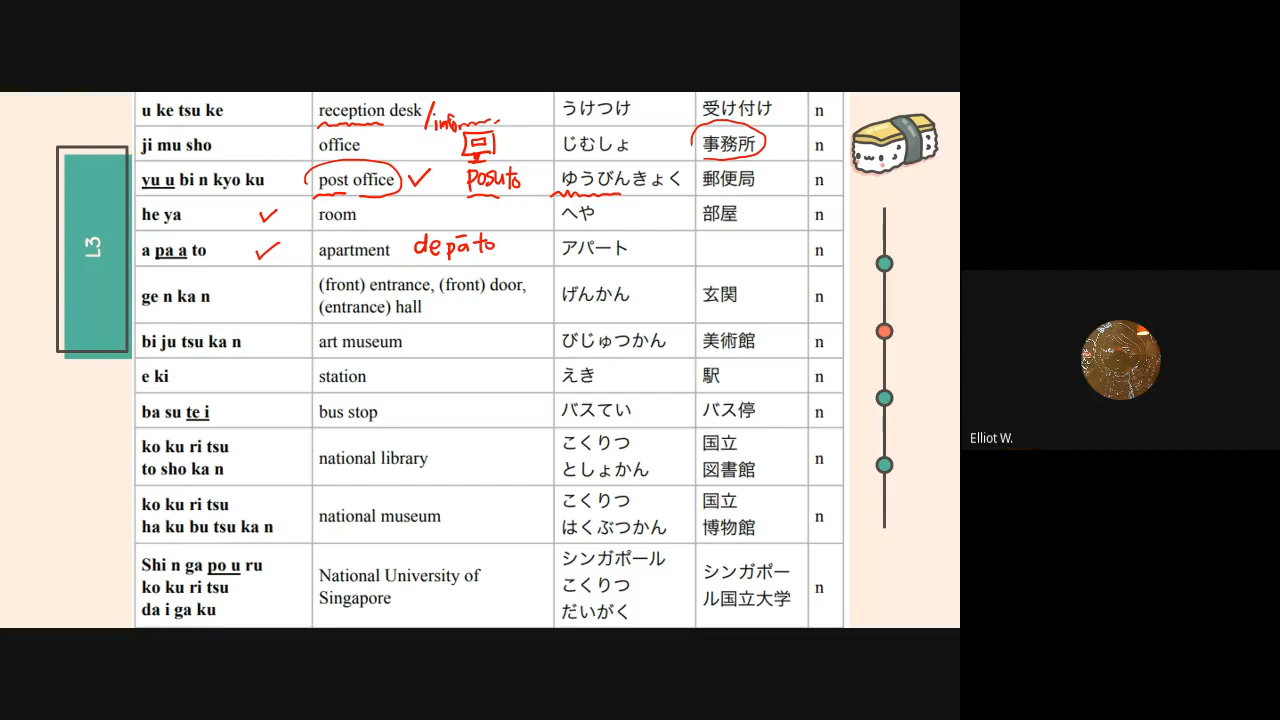 u ke tsu ke reception desk うけつけ 受け付け n
ji mu sho office じむしょ 事務所 n
yu u bi n kyo ku post office posuto ゆうびんきょく 郵便局 n
he ya room へや 部屋 n
a pa a to apartment depāto アパート n
ge n ka n (front) entrance, (front) door, げんかん 玄関 n
(entrance) hall
bi ju tsu ka n art museum びじゅつかん 美術館 n
e ki station えき 駅 n
ba su te i bus stop バスてい バス停 n
ko ku ri tsu national library こくりつ 国立 n
to sho ka n としょかん 図書館
ko ku ri tsu national museum こくりつ 国立 n
ha ku bu tsu ka n はくぶつかん 博物館
Shi n ga po u ru National University of シンガポール シンガポー n
ko ku ri tsu Singapore こくりつ ル国立大学
da i ga ku だいがく
L3
Elliot W.